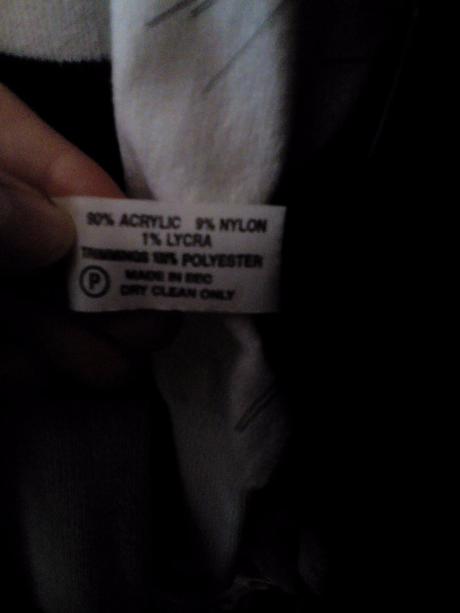 90% ACRYLIC 9% NYLON
1% LYCRA
TRIMMINGS 100% POLYESTER
P MADE IN EEC
DRY CLEAN ONLY